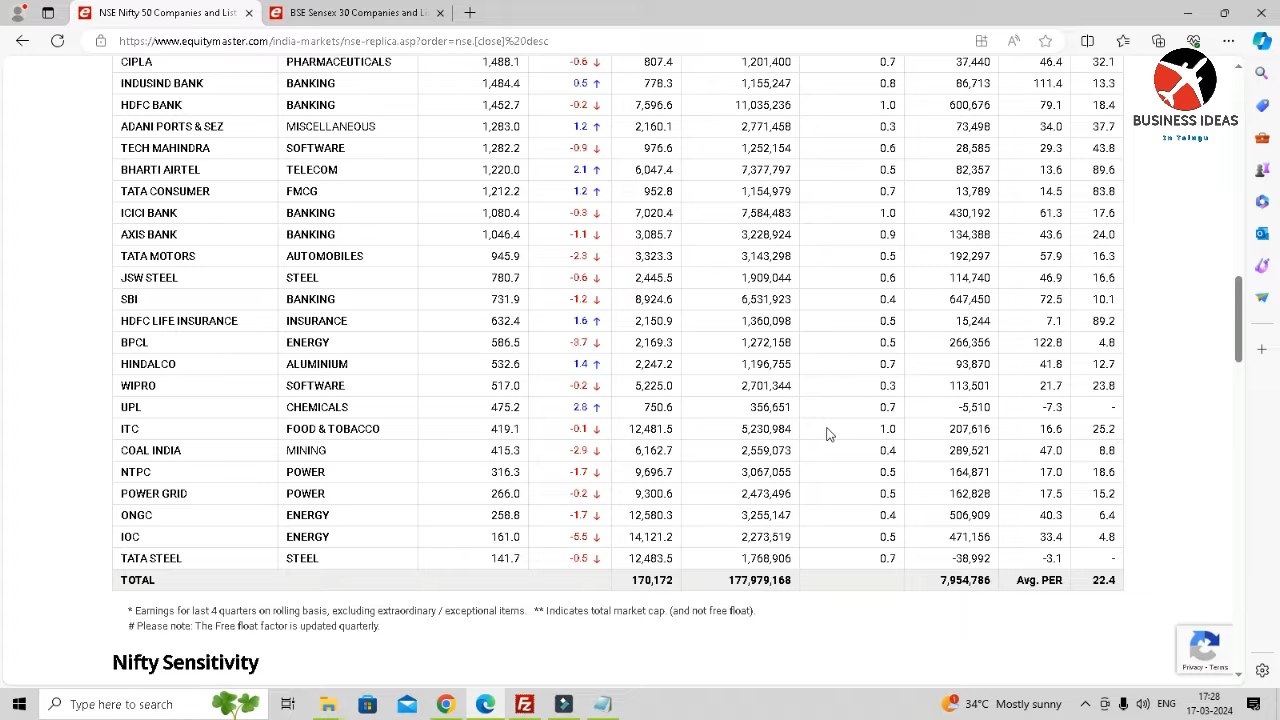 NSE Nifty 50 Companies and List
BSE Sensex 30 Companies and Li
https://www.equitymaster.com/india-markets/nse-replica.asp?order=nse.[close]%20desc
BUSINESS IDEAS
In Telugu
CIPLA PHARMACEUTICALS 1,488.1 -0.6 ↓ 807.4 1,201,400 0.7 37,440 46.4 32.1
INDUSIND BANK BANKING 1,484.4 0.5 ↑ 778.3 1,155,247 0.8 86,713 111.4 13.3
HDFC BANK BANKING 1,452.7 -0.2 ↓ 7,596.6 11,035,236 1.0 600,676 79.1 18.4
ADANI PORTS & SEZ MISCELLANEOUS 1,283.0 1.2 ↑ 2,160.1 2,771,458 0.3 73,498 34.0 37.7
TECH MAHINDRA SOFTWARE 1,282.2 -0.9 ↓ 976.6 1,252,154 0.6 28,585 29.3 43.8
BHARTI AIRTEL TELECOM 1,220.0 2.1 ↑ 6,047.4 7,377,797 0.5 82,357 13.6 89.6
TATA CONSUMER FMCG 1,212.2 1.2 ↑ 952.8 1,154,979 0.7 13,789 14.5 83.8
ICICI BANK BANKING 1,080.4 -0.3 ↓ 7,020.4 7,584,483 1.0 430,192 61.3 17.6
AXIS BANK BANKING 1,046.4 -1.1 ↓ 3,085.7 3,228,924 0.9 134,388 43.6 24.0
TATA MOTORS AUTOMOBILES 945.9 -2.3 ↓ 3,323.3 3,143,298 0.5 192,297 57.9 16.3
JSW STEEL STEEL 780.7 -0.6 ↓ 2,445.5 1,909,044 0.6 114,740 46.9 16.6
SBI BANKING 731.9 -1.2 ↓ 8,924.6 6,531,923 0.4 647,450 72.5 10.1
HDFC LIFE INSURANCE INSURANCE 632.4 1.6 ↑ 2,150.9 1,360,098 0.5 15,244 7.1 89.2
BPCL ENERGY 586.5 -3.7 ↓ 2,169.3 1,272,158 0.5 266,356 122.8 4.8
HINDALCO ALUMINIUM 532.6 1.4 ↑ 2,247.2 1,196,755 0.7 93,870 41.8 12.7
WIPRO SOFTWARE 517.0 -0.2 ↓ 5,225.0 2,701,344 0.3 113,501 21.7 23.8
UPL CHEMICALS 475.2 2.8 ↑ 750.6 356,651 0.7 -5,510 -7.3 -
ITC FOOD & TOBACCO 419.1 -0.1 ↓ 12,481.5 5,230,984 1.0 207,616 16.6 25.2
COAL INDIA MINING 415.3 -2.9 ↓ 6,162.7 2,559,073 0.4 289,521 47.0 8.8
NTPC POWER 316.3 -1.7 ↓ 9,696.7 3,067,055 0.5 164,871 17.0 18.6
POWER GRID POWER 266.0 -0.2 ↓ 9,300.6 2,473,496 0.5 162,828 17.5 15.2
ONGC ENERGY 258.8 -1.7 ↓ 12,580.3 3,255,147 0.4 506,909 40.3 6.4
IOC ENERGY 161.0 -5.5 ↓ 14,121.2 2,273,519 0.5 471,156 33.4 4.8
TATA STEEL STEEL 141.7 -0.5 ↓ 12,483.5 1,768,906 0.7 -38,992 -3.1 -
TOTAL 170,172 177,979,168 7,954,786 Avg. PER 22.4
* Earnings for last 4 quarters on rolling basis, excluding extraordinary / exceptional items. ** Indicates total market cap. (and not free float).
# Please note: The Free float factor is updated quarterly.
Nifty Sensitivity
Privacy - Terms
Type here to search
34°C Mostly sunny
ENG
17:28
17-03-2024